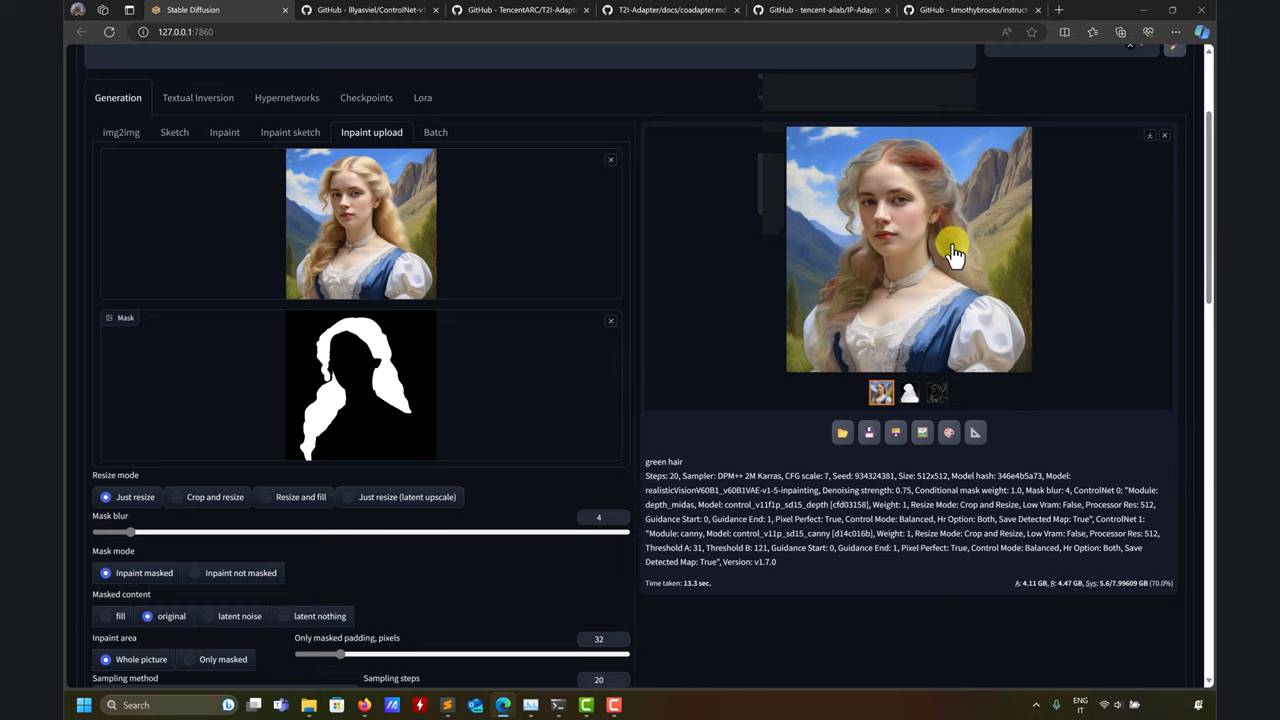 Stable Diffusion
GitHub - lllyasviel/ControlNet-v1
GitHub - TencentARC/T2I-Adapte
T2I-Adapter/docs/coadapter.md
GitHub - tencent-ailab/IP-Adapte
GitHub - timothybrooks/instruct
127.0.0.1:7860
Generation
Textual Inversion
Hypernetworks
Checkpoints
Lora
img2img
Sketch
Inpaint
Inpaint sketch
Inpaint upload
Batch
Mask
Resize mode
Just resize
Crop and resize
Resize and fill
Just resize (latent upscale)
Mask blur
4
Mask mode
Inpaint masked
Inpaint not masked
Masked content
fill
original
latent noise
latent nothing
Inpaint area
Only masked padding, pixels
32
Whole picture
Only masked
Sampling method
Sampling steps
20
green hair
Steps: 20, Sampler: DPM++ 2M Karras, CFG scale: 7, Seed: 934324381, Size: 512x512, Model hash: 346e4b5a73, Model:
realisticVisionV60B1_v60B1VAE-v1-5-inpainting, Denoising strength: 0.75, Conditional mask weight: 1.0, Mask blur: 4, ControlNet 0: "Module:
depth_midas, Model: control_v11f1p_sd15_depth [cfd03158], Weight: 1, Resize Mode: Crop and Resize, Low Vram: False, Processor Res: 512,
Guidance Start: 0, Guidance End: 1, Pixel Perfect: True, Control Mode: Balanced, Hr Option: Both, Save Detected Map: True", ControlNet 1:
"Module: canny, Model: control_v11p_sd15_canny [d14c016b], Weight: 1, Resize Mode: Crop and Resize, Low Vram: False, Processor Res: 512,
Threshold A: 31, Threshold B: 121, Guidance Start: 0, Guidance End: 1, Pixel Perfect: True, Control Mode: Balanced, Hr Option: Both, Save
Detected Map: True", Version: v1.7.0
Time taken: 13.3 sec.
A: 4.11 GB, R: 4.47 GB, Sys: 5.6/7.99609 GB (70.0%)
Search
ENG
IT